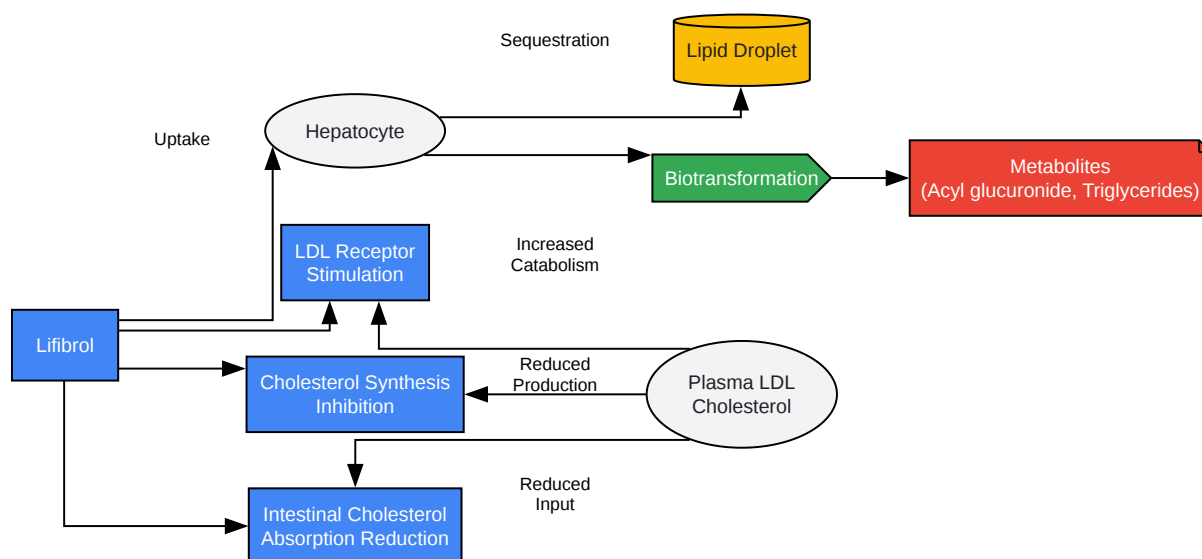 Sequestration
Lipid Droplet
Uptake
Hepatocyte
Biotransformation
Metabolites
(Acyl glucuronide, Triglycerides)
LDL Receptor
Stimulation
Increased
Catabolism
Lifibrol
Cholesterol Synthesis
Inhibition
Reduced
Production
Plasma LDL
Cholesterol
Intestinal Cholesterol
Absorption Reduction
Reduced
Input